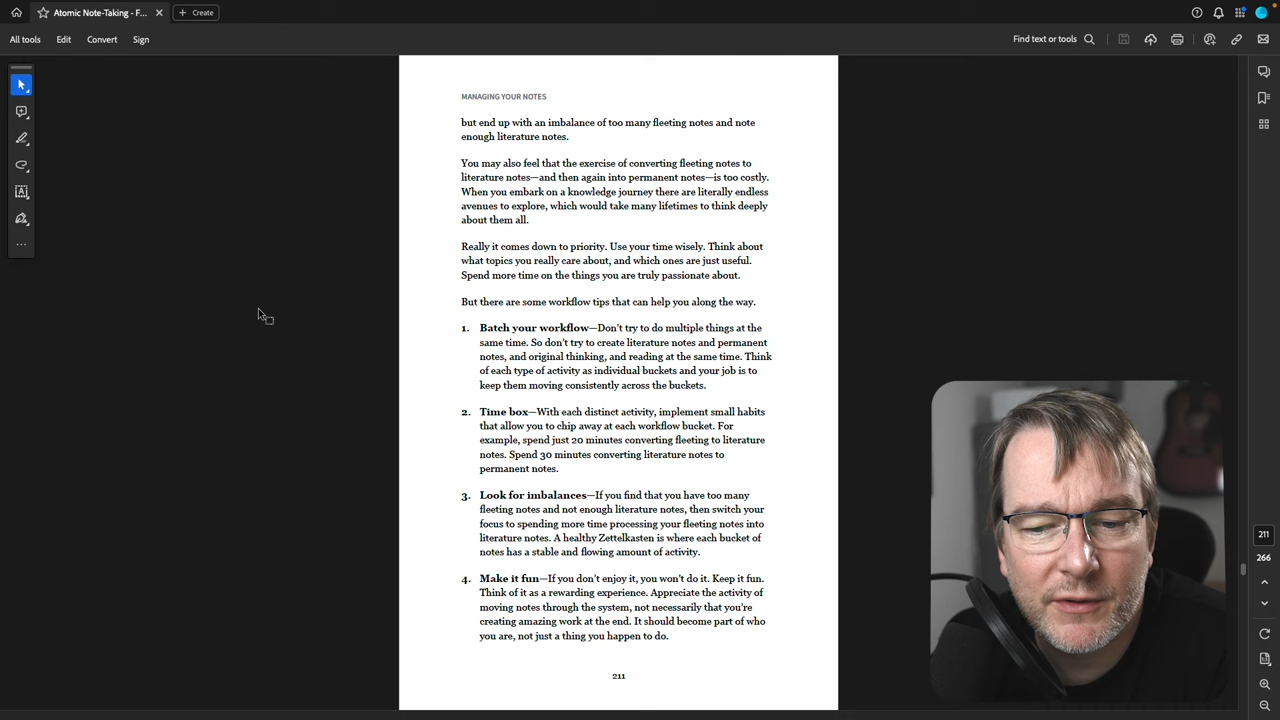 Atomic Note-Taking - F...
Create
All tools
Edit
Convert
Sign
Find text or tools
MANAGING YOUR NOTES
but end up with an imbalance of too many fleeting notes and note
enough literature notes.
You may also feel that the exercise of converting fleeting notes to
literature notes—and then again into permanent notes—is too costly.
When you embark on a knowledge journey there are literally endless
avenues to explore, which would take many lifetimes to think deeply
about them all.
Really it comes down to priority. Use your time wisely. Think about
what topics you really care about, and which ones are just useful.
Spend more time on the things you are truly passionate about.
But there are some workflow tips that can help you along the way.
1. Batch your workflow—Don't try to do multiple things at the
same time. So don't try to create literature notes and permanent
notes, and original thinking, and reading at the same time. Think
of each type of activity as individual buckets and your job is to
keep them moving consistently across the buckets.
2. Time box—With each distinct activity, implement small habits
that allow you to chip away at each workflow bucket. For
example, spend just 20 minutes converting fleeting to literature
notes. Spend 30 minutes converting literature notes to
permanent notes.
3. Look for imbalances—If you find that you have too many
fleeting notes and not enough literature notes, then switch your
focus to spending more time processing your fleeting notes into
literature notes. A healthy Zettelkasten is where each bucket of
notes has a stable and flowing amount of activity.
4. Make it fun—If you don't enjoy it, you won't do it. Keep it fun.
Think of it as a rewarding experience. Appreciate the activity of
moving notes through the system, not necessarily that you're
creating amazing work at the end. It should become part of who
you are, not just a thing you happen to do.
211
211
266